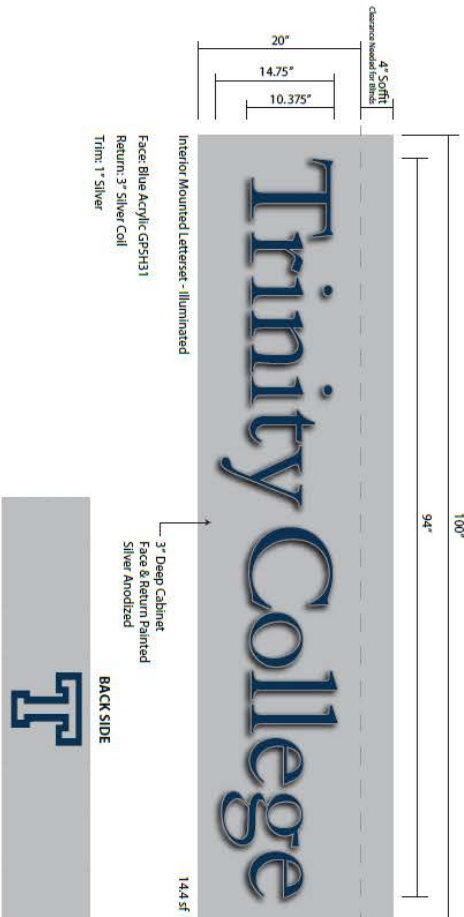 100"
94"
4" Soffit
Clearance Needed for Blinds
20"
14.75"
10.375"
Trinity College
Interior Mounted Letterset - Illuminated
Face: Blue Acrylic GPSH31
Return: 3" Silver Coil
Trim: 1" Silver
3" Deep Cabinet
Face & Return Painted
Silver Anodized
14.4 sf
BACK SIDE
T